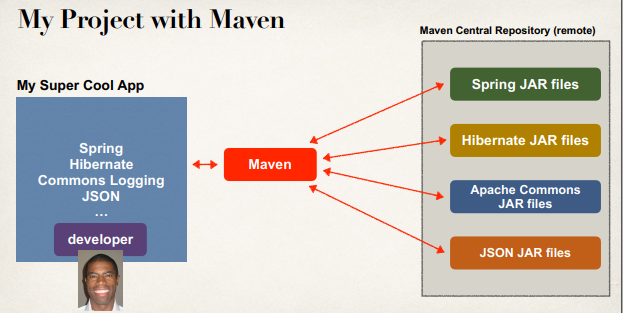 My Project with Maven
Maven Central Repository (remote)
My Super Cool App
Spring
Hibernate
Commons Logging
JSON
...
developer
Maven
Spring JAR files
Hibernate JAR files
Apache Commons
JAR files
JSON JAR files